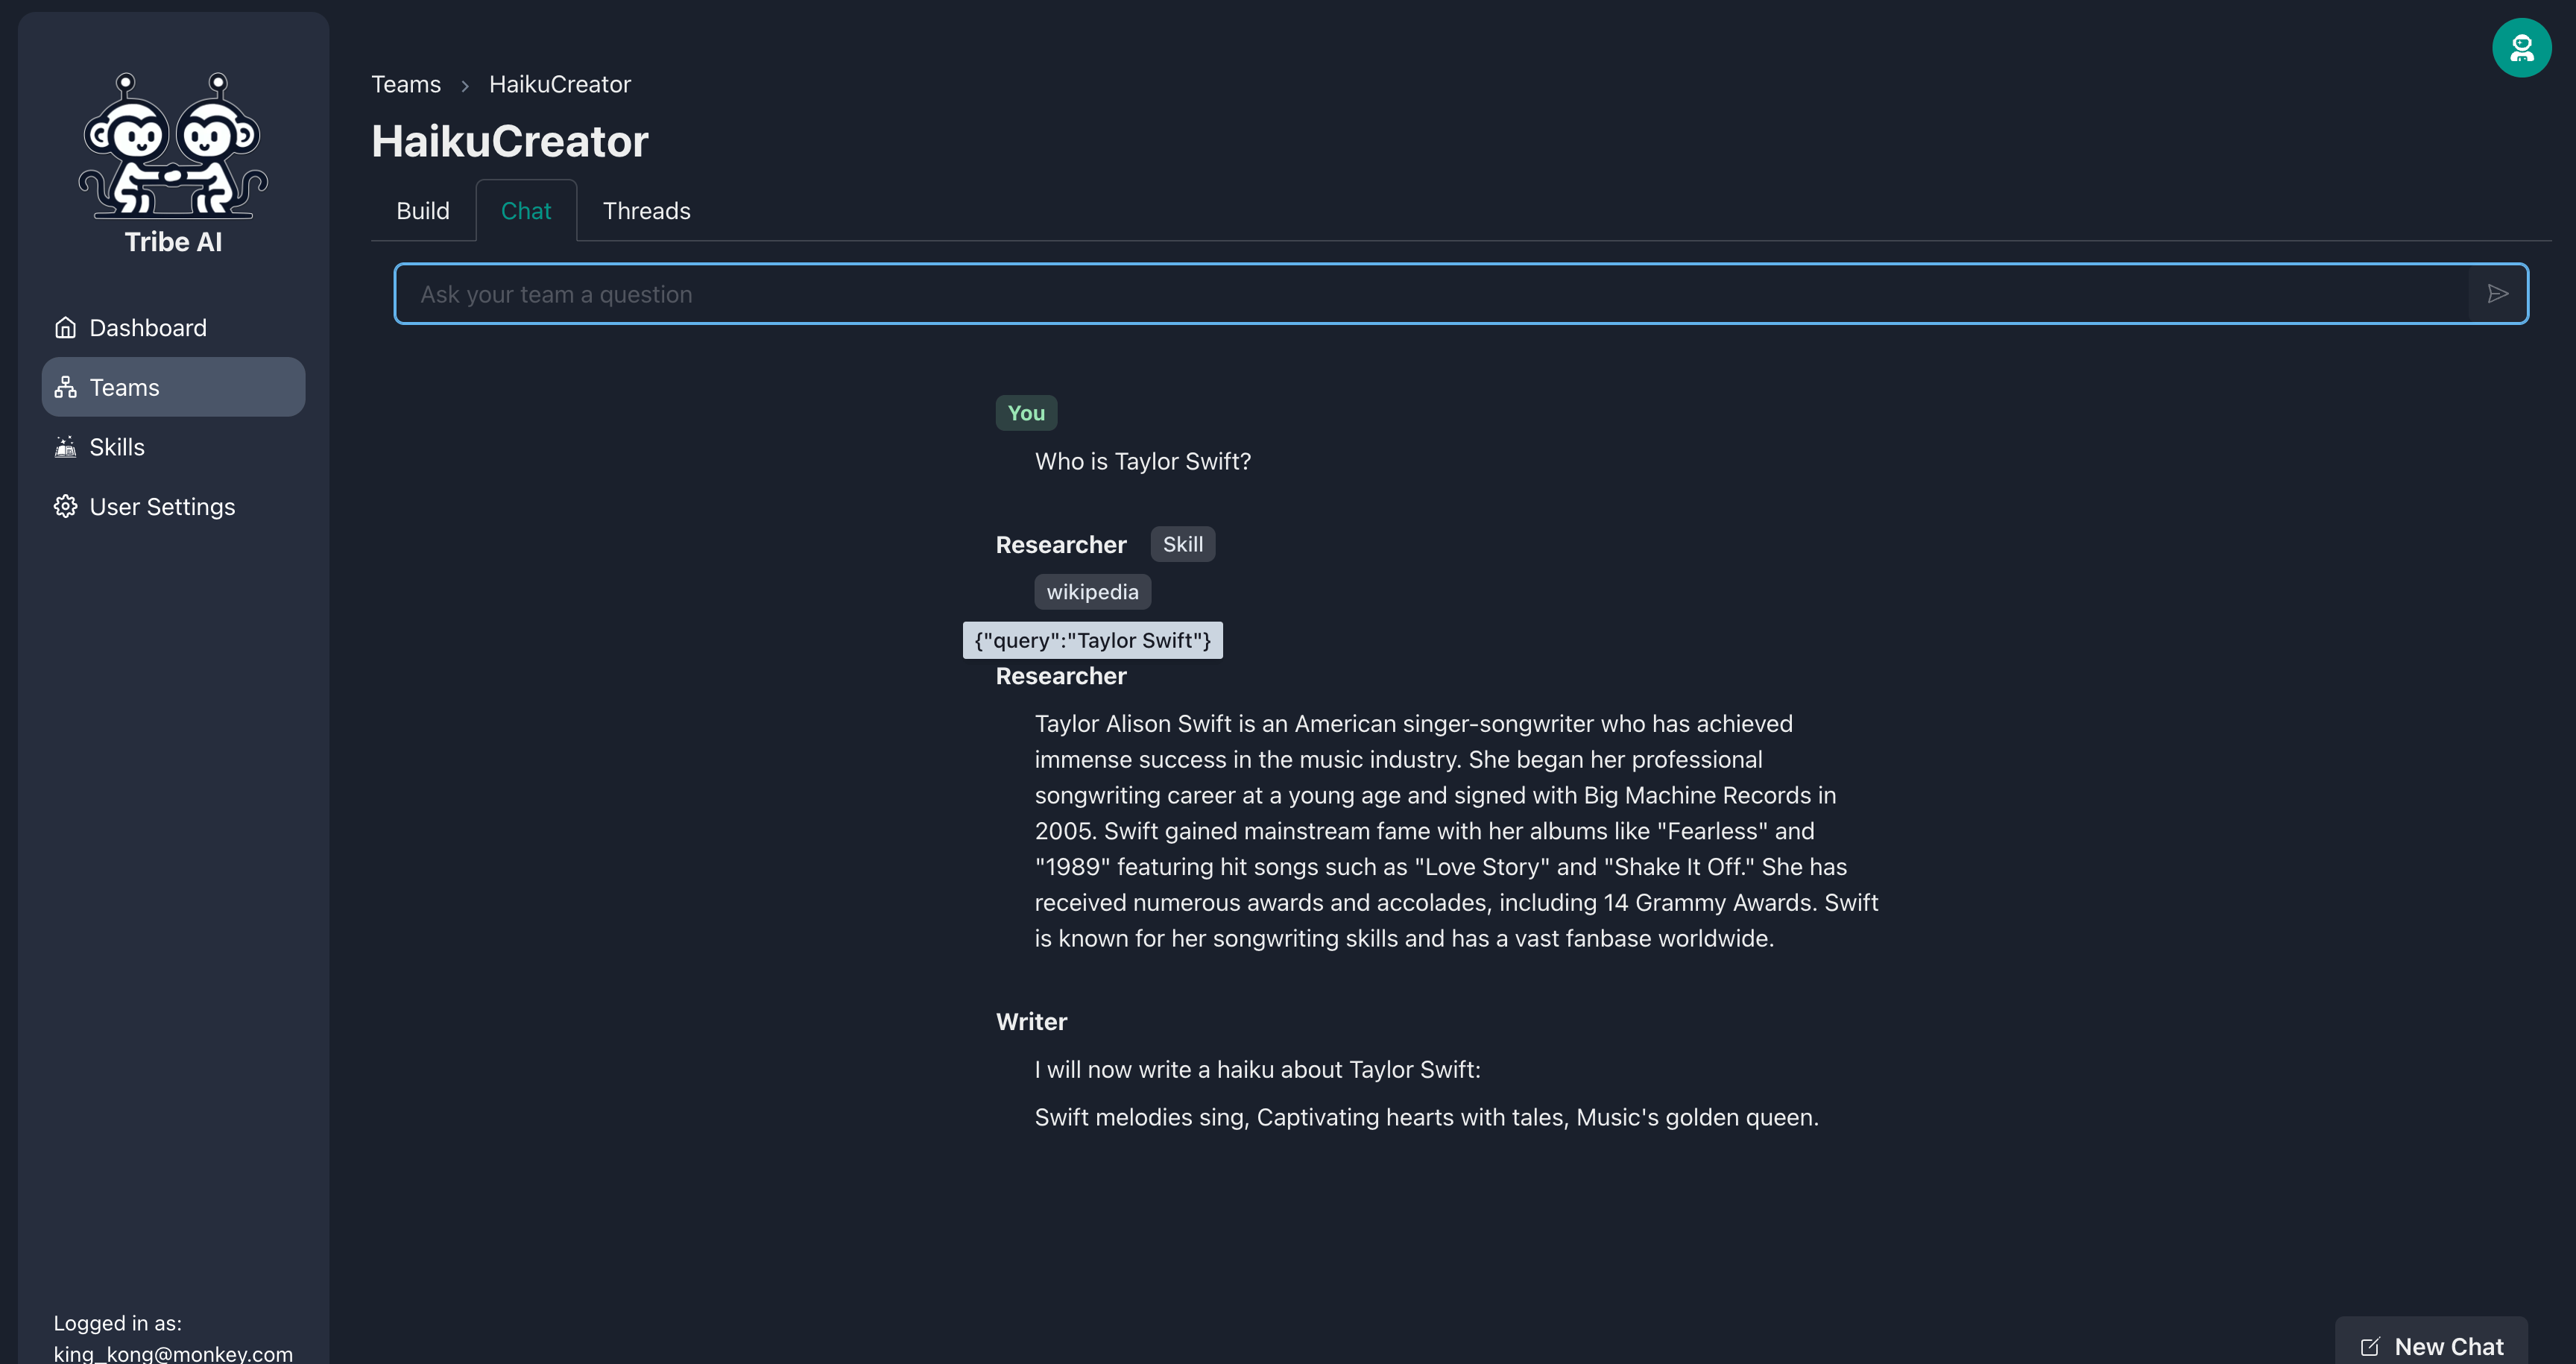 Tribe AI
Dashboard
Teams
Skills
User Settings
Logged in as:
king_kong@monkey.com
Teams > HaikuCreator
HaikuCreator
Build Chat Threads
Ask your team a question
You
Who is Taylor Swift?
Researcher Skill
wikipedia
{"query":"Taylor Swift"}
Researcher
Taylor Alison Swift is an American singer-songwriter who has achieved
immense success in the music industry. She began her professional
songwriting career at a young age and signed with Big Machine Records in
2005. Swift gained mainstream fame with her albums like "Fearless" and
"1989" featuring hit songs such as "Love Story" and "Shake It Off." She has
received numerous awards and accolades, including 14 Grammy Awards. Swift
is known for her songwriting skills and has a vast fanbase worldwide.
Writer
I will now write a haiku about Taylor Swift:
Swift melodies sing, Captivating hearts with tales, Music's golden queen.
New Chat